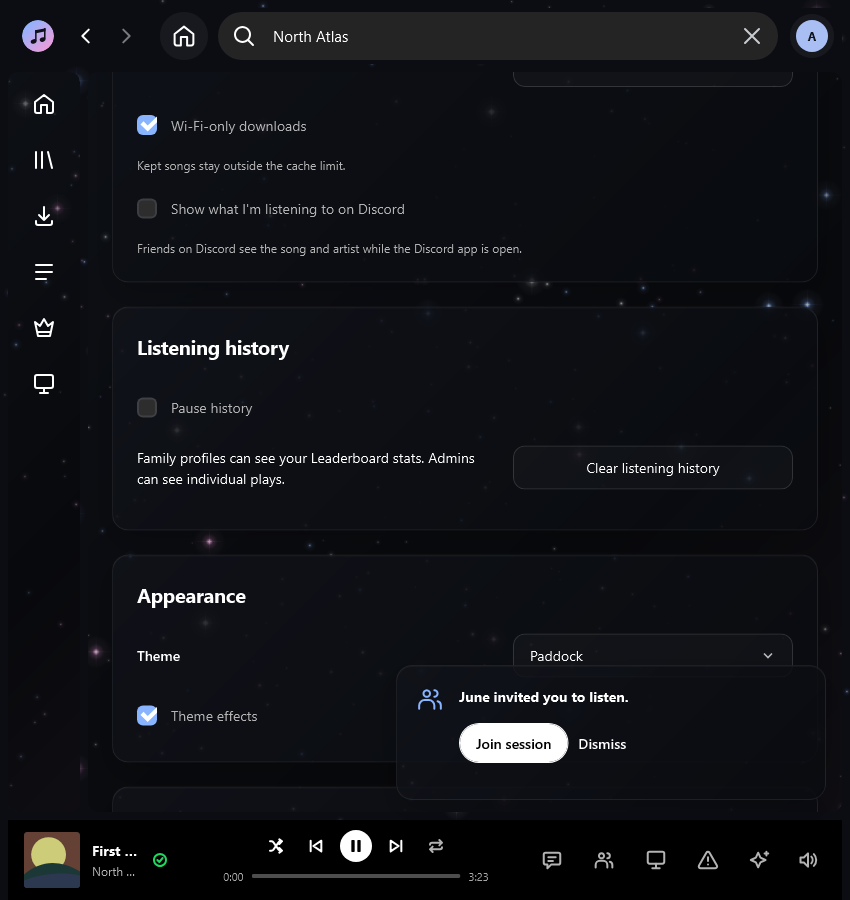 North Atlas
A
Wi-Fi-only downloads
Kept songs stay outside the cache limit.
Show what I'm listening to on Discord
Friends on Discord see the song and artist while the Discord app is open.
Listening history
Pause history
Family profiles can see your Leaderboard stats. Admins
can see individual plays.
Clear listening history
Appearance
Theme
Paddock
Theme effects
June invited you to listen.
Join session
Dismiss
First ...
North ...
0:00
3:23